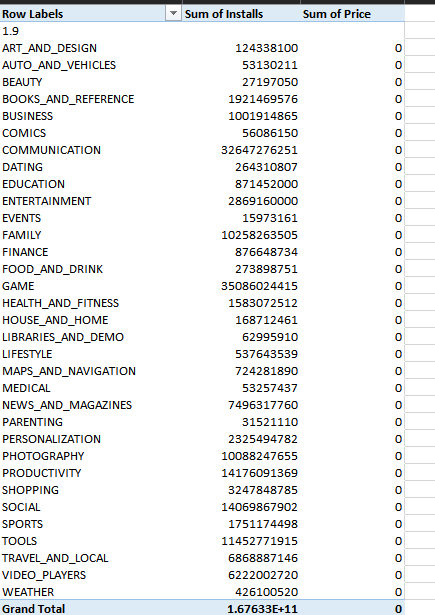 Row Labels Sum of Installs Sum of Price
1.9
ART_AND_DESIGN 124338100 0
AUTO_AND_VEHICLES 53130211 0
BEAUTY 27197050 0
BOOKS_AND_REFERENCE 1921469576 0
BUSINESS 1001914865 0
COMICS 56086150 0
COMMUNICATION 32647276251 0
DATING 264310807 0
EDUCATION 871452000 0
ENTERTAINMENT 2869160000 0
EVENTS 15973161 0
FAMILY 10258263505 0
FINANCE 876648734 0
FOOD_AND_DRINK 273898751 0
GAME 35086024415 0
HEALTH_AND_FITNESS 1583072512 0
HOUSE_AND_HOME 168712461 0
LIBRARIES_AND_DEMO 62995910 0
LIFESTYLE 537643539 0
MAPS_AND_NAVIGATION 724281890 0
MEDICAL 53257437 0
NEWS_AND_MAGAZINES 7496317760 0
PARENTING 31521110 0
PERSONALIZATION 2325494782 0
PHOTOGRAPHY 10088247655 0
PRODUCTIVITY 14176091369 0
SHOPPING 3247848785 0
SOCIAL 14069867902 0
SPORTS 1751174498 0
TOOLS 11452771915 0
TRAVEL_AND_LOCAL 6868887146 0
VIDEO_PLAYERS 6222002720 0
WEATHER 426100520 0
Grand Total 1.67633E+11 0